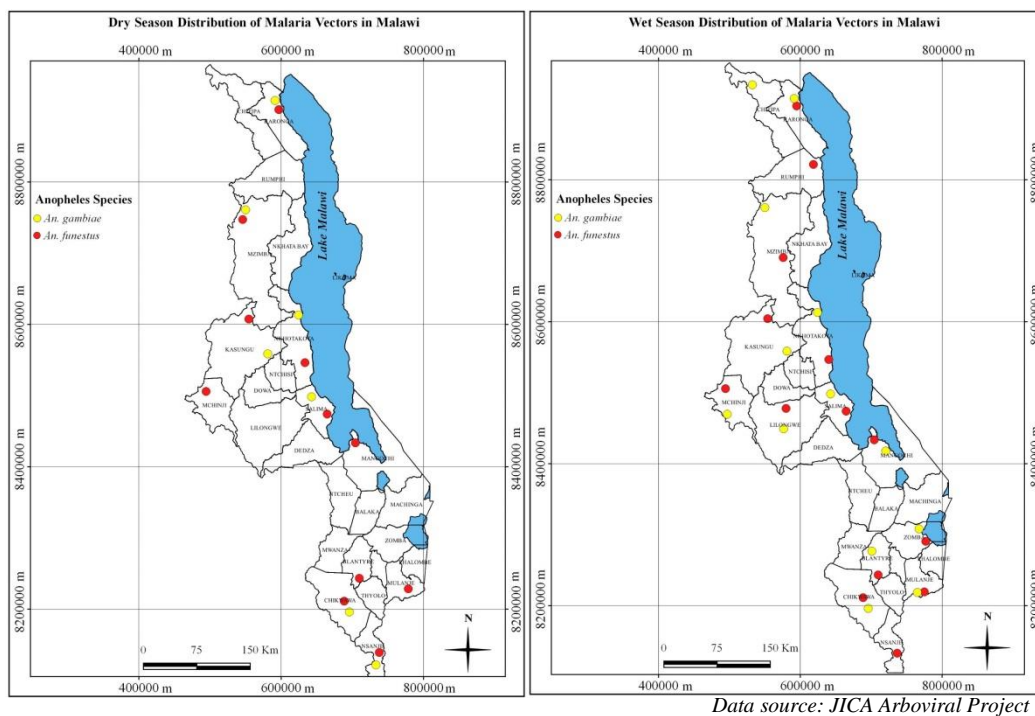 Dry Season Distribution of Malaria Vectors in Malawi
400000 m 600000 m 800000 m
8800000 m
8600000 m
8400000 m
8200000 m
Anopheles Species
An. gambiae
An. funestus
CHITIPA
KARONGA
RUMPHI
MZIMBA
NKHATA BAY
Lake Malawi
LIKOMA
NKHOTAKOTA
KASUNGU
NTCHISI
DOWA
MCHINJI
SALIMA
LILONGWE
DEDZA
MANGOCHI
NTCHEU
MACHINGA
BALAKA
ZOMBA
MWANZA
PHALOMBE
BLANTYRE
MULANJE
THYOLO
CHIKWAWA
NSANJE
N
0 75 150 Km
400000 m 600000 m 800000 m
Wet Season Distribution of Malaria Vectors in Malawi
400000 m 600000 m 800000 m
8800000 m
8600000 m
8400000 m
8200000 m
Anopheles Species
An. gambiae
An. funestus
CHITIPA
KARONGA
RUMPHI
MZIMBA
NKHATA BAY
Lake Malawi
LIKOMA
NKHOTAKOTA
KASUNGU
NTCHISI
DOWA
MCHINJI
SALIMA
LILONGWE
DEDZA
MANGOCHI
NTCHEU
MACHINGA
BALAKA
ZOMBA
MWANZA
PHALOMBE
BLANTYRE
MULANJE
THYOLO
CHIKWAWA
NSANJE
N
0 75 150 Km
400000 m 600000 m 800000 m
Data source: JICA Arboviral Project